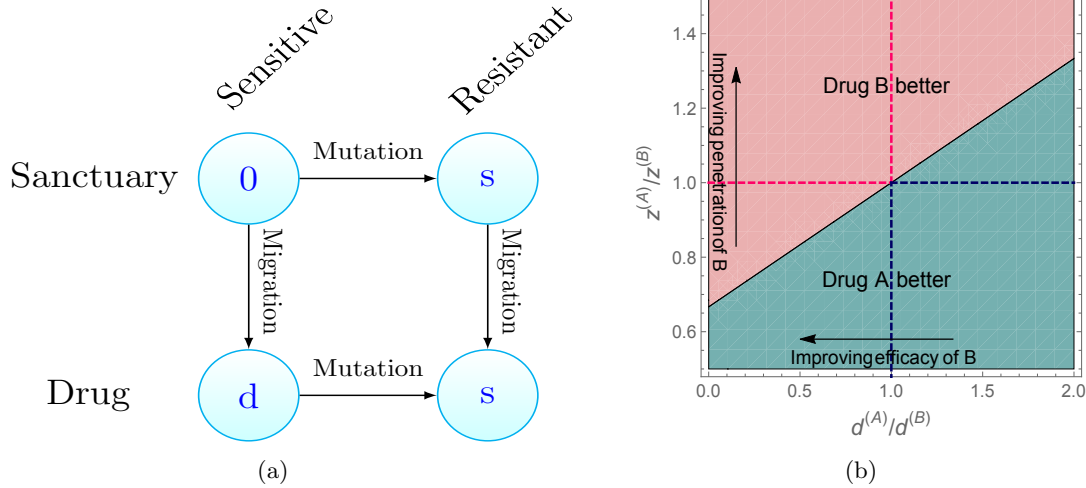 Sensitive
Resistant
Sanctuary
0
Mutation
s
Migration
Migration
Drug
d
Mutation
s
(a)
z^(A)/z^(B)
1.4
1.2
1.0
0.8
0.6
Improving penetration of B
Drug B better
Drug A better
Improving efficacy of B
0.0 0.5 1.0 1.5 2.0
d^(A)/d^(B)
(b)